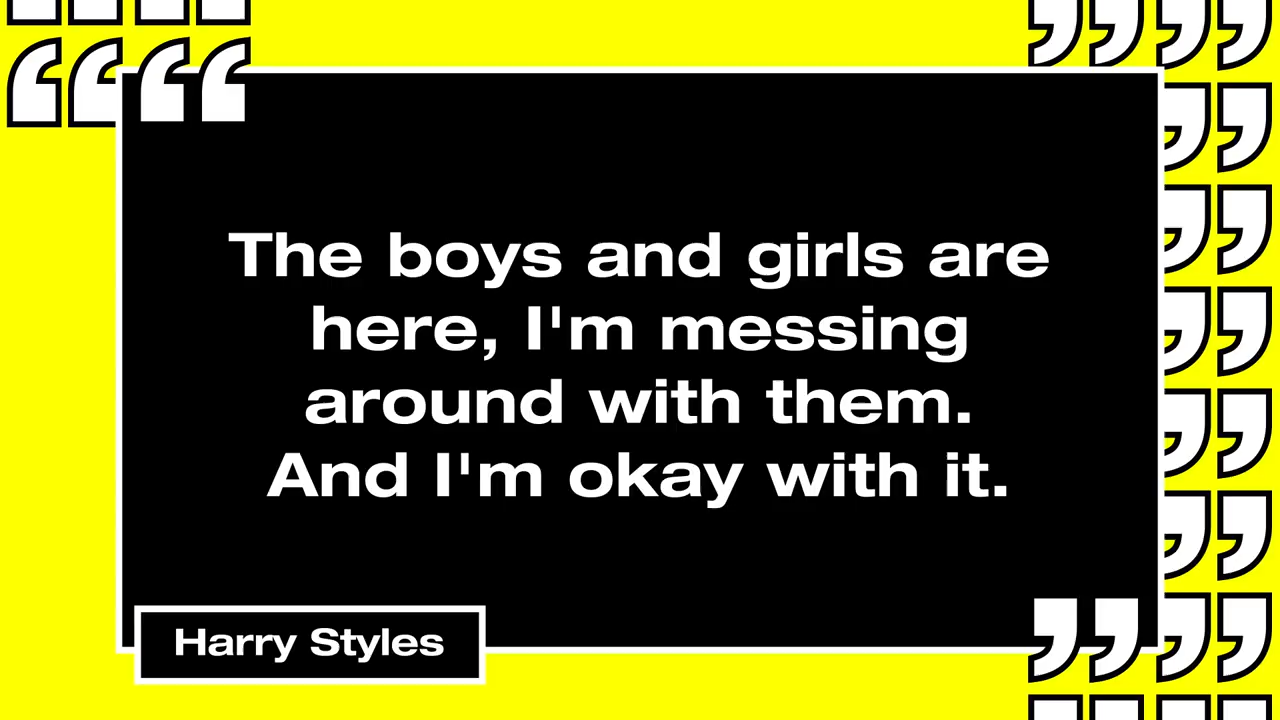 The boys and girls are
here, I'm messing
around with them.
And I'm okay with it.
Harry Styles